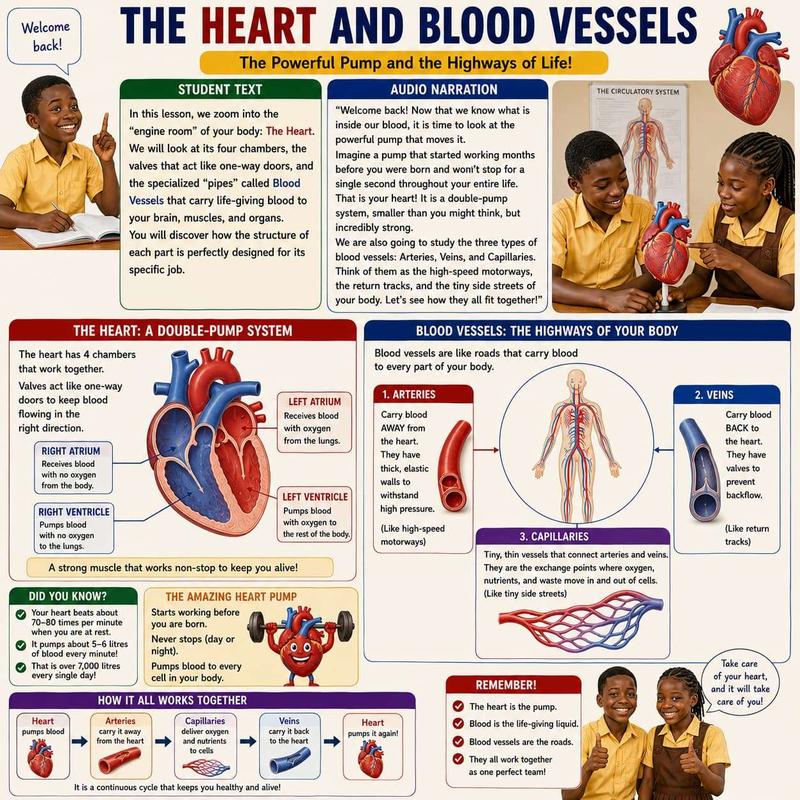 Welcome
back!
THE HEART AND BLOOD VESSELS
The Powerful Pump and the Highways of Life!
STUDENT TEXT
In this lesson, we zoom into the
“engine room” of your body: The Heart.
We will look at its four chambers, the
valves that act like one-way doors, and
the specialized “pipes” called Blood
Vessels that carry life-giving blood to
your brain, muscles, and organs.
You will discover how the structure of
each part is perfectly designed for its
specific job.
AUDIO NARRATION
“Welcome back! Now that we know what is
inside our blood, it is time to look at the
powerful pump that moves it.
Imagine a pump that started working months
before you were born and won’t stop for a
single second throughout your entire life.
That is your heart! It is a double-pump
system, smaller than you might think, but
incredibly strong.
We are also going to study the three types of
blood vessels: Arteries, Veins, and Capillaries.
Think of them as the high-speed motorways,
the return tracks, and the tiny side streets of
your body. Let’s see how they all fit together!”
THE CIRCULATORY SYSTEM
THE HEART: A DOUBLE-PUMP SYSTEM
The heart has 4 chambers
that work together.
Valves act like one-way
doors to keep blood
flowing in the
right direction.
RIGHT ATRIUM
Receives blood
with no oxygen
from the body.
RIGHT VENTRICLE
Pumps blood
with no oxygen
to the lungs.
LEFT ATRIUM
Receives blood
with oxygen
from the lungs.
LEFT VENTRICLE
Pumps blood
with oxygen to
the rest of the body.
A strong muscle that works non-stop to keep you alive!
BLOOD VESSELS: THE HIGHWAYS OF YOUR BODY
Blood vessels are like roads that carry blood
to every part of your body.
1. ARTERIES
Carry blood
AWAY from
the heart.
They have
thick, elastic
walls to
withstand
high pressure.
(Like high-speed
motorways)
2. VEINS
Carry blood
BACK to
the heart.
They have
valves to
prevent
backflow.
(Like return
tracks)
3. CAPILLARIES
Tiny, thin vessels that connect arteries and veins.
They are the exchange points where oxygen,
nutrients, and waste move in and out of cells.
(Like tiny side streets)
DID YOU KNOW?
Your heart beats about
70–80 times per minute
when you are at rest.
It pumps about 5–6 litres
of blood every minute!
That is over 7,000 litres
every single day!
THE AMAZING HEART PUMP
Starts working before
you are born.
Never stops (day or
night).
Pumps blood to every
cell in your body.
HOW IT ALL WORKS TOGETHER
Heart
pumps blood
Arteries
carry it away
from the heart
Capillaries
deliver oxygen
and nutrients
to cells
Veins
carry it back
to the heart
Heart
pumps it again!
It is a continuous cycle that keeps you healthy and alive!
REMEMBER!
The heart is the pump.
Blood is the life-giving liquid.
Blood vessels are the roads.
They all work together
as one perfect team!
Take care
of your heart,
and it will take
care of you!